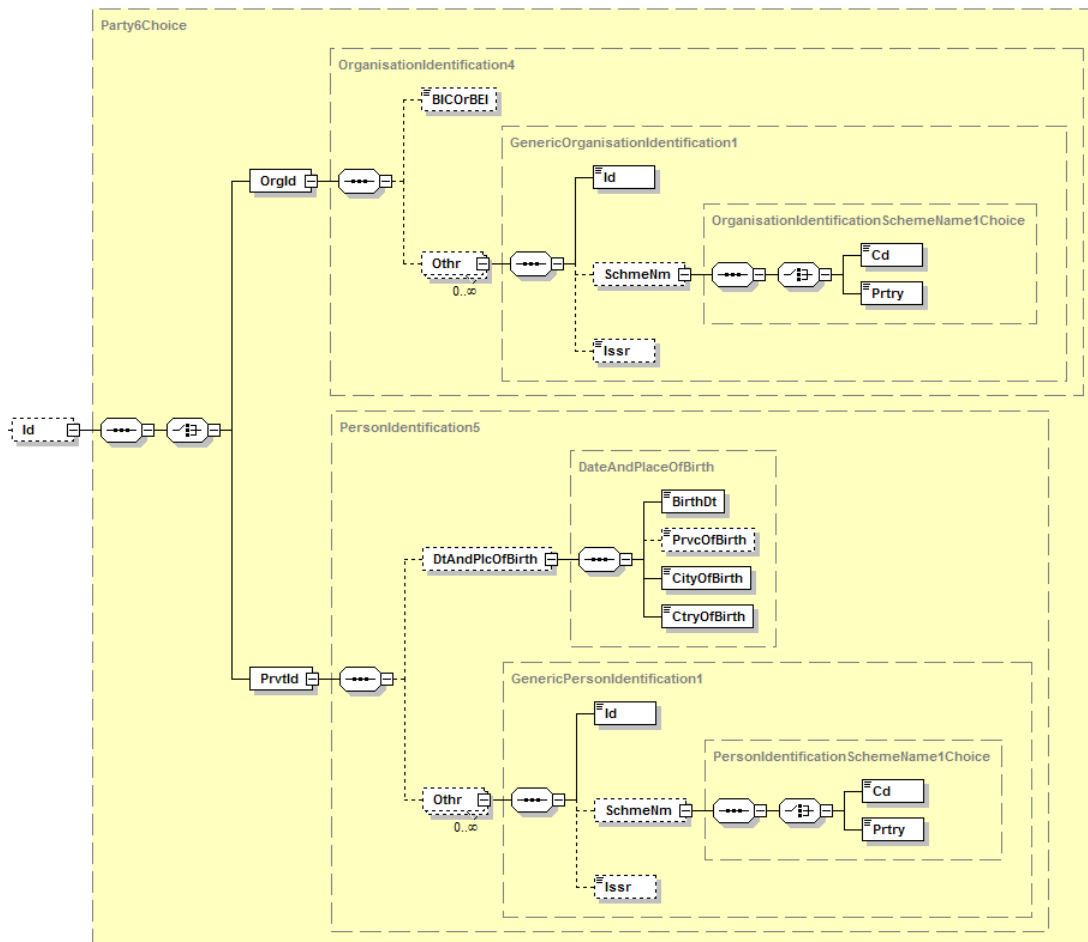 Party6Choice
OrganisationIdentification4
BICOrBEI
GenericOrganisationIdentification1
Id
OrgId
OrganisationIdentificationSchemeName1Choice
Cd
Othr
0..∞
SchmeNm
Prtry
Issr
Id
PersonIdentification5
DateAndPlaceOfBirth
BirthDt
PrvcOfBirth
DtAndPlcOfBirth
CityOfBirth
CtryOfBirth
PrvtId
GenericPersonIdentification1
Id
PersonIdentificationSchemeName1Choice
Cd
Othr
0..∞
SchmeNm
Prtry
Issr